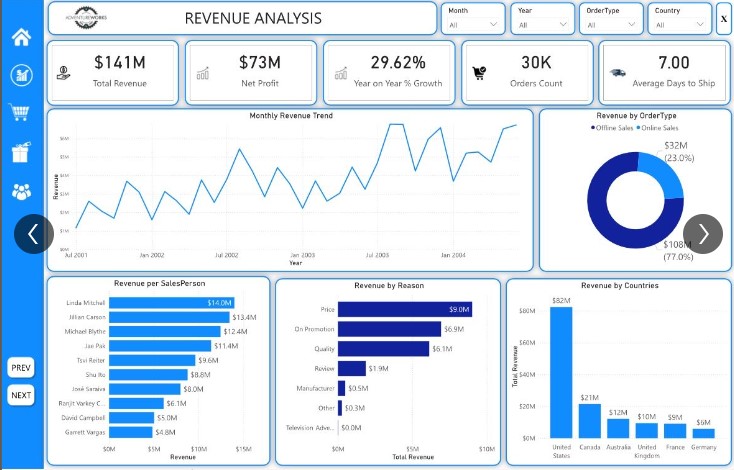 ADVENTUREWORKS
REVENUE ANALYSIS
Month
All
Year
All
OrderType
All
Country
All
X
$141M
Total Revenue
$73M
Net Profit
29.62%
Year on Year % Growth
30K
Orders Count
7.00
Average Days to Ship
Monthly Revenue Trend
Revenue
$6M
$5M
$4M
$3M
$2M
$1M
$0M
Jul 2001
Jan 2002
Jul 2002
Jan 2003
Jul 2003
Jan 2004
Year
Revenue by OrderType
Offline Sales
Online Sales
$32M
(23.0%)
$108M
(77.0%)
PREV
NEXT
Revenue per SalesPerson
Linda Mitchell $14.0M
Jillian Carson $13.4M
Michael Blythe $12.4M
Jae Pak $11.4M
Tsvi Reiter $9.6M
Shu Ito $8.8M
José Saraiva $8.0M
Ranjit Varkey C... $6.1M
David Campbell $5.0M
Garrett Vargas $4.8M
$0M $5M $10M $15M
Revenue
Revenue by Reason
Price $9.0M
On Promotion $6.9M
Quality $6.1M
Review $1.9M
Manufacturer $0.5M
Other $0.3M
Television Adve... $0.0M
$0M $5M $10M
Total Revenue
Revenue by Countries
Total Revenue
$80M
$60M
$40M
$20M
$0M
$82M
$21M
$12M
$10M
$9M
$6M
United States
Canada
Australia
United Kingdom
France
Germany